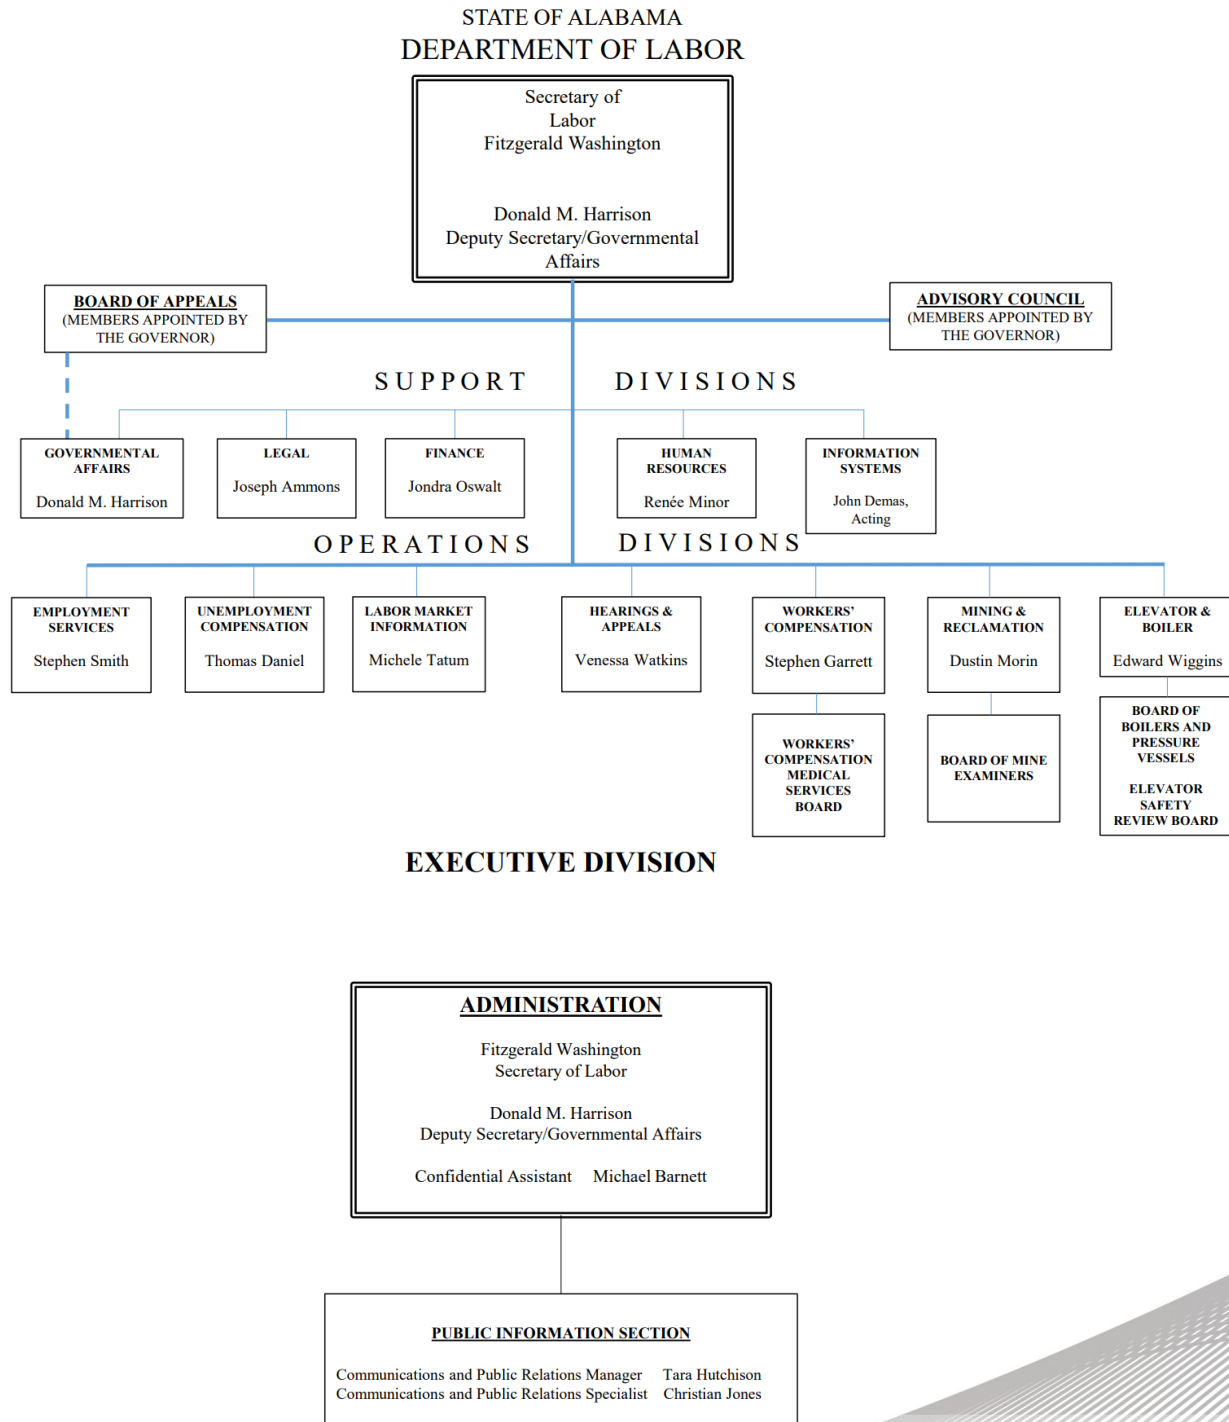 STATE OF ALABAMA
DEPARTMENT OF LABOR
Secretary of
Labor
Fitzgerald Washington
Donald M. Harrison
Deputy Secretary/Governmental
Affairs
BOARD OF APPEALS
(MEMBERS APPOINTED BY
THE GOVERNOR)
ADVISORY COUNCIL
(MEMBERS APPOINTED BY
THE GOVERNOR)
SUPPORT DIVISIONS
GOVERNMENTAL
AFFAIRS
Donald M. Harrison
LEGAL
Joseph Ammons
FINANCE
Jondra Oswalt
HUMAN
RESOURCES
Renée Minor
INFORMATION
SYSTEMS
John Demas,
Acting
OPERATIONS DIVISIONS
EMPLOYMENT
SERVICES
Stephen Smith
UNEMPLOYMENT
COMPENSATION
Thomas Daniel
LABOR MARKET
INFORMATION
Michele Tatum
HEARINGS &
APPEALS
Venessa Watkins
WORKERS’
COMPENSATION
Stephen Garrett
MINING &
RECLAMATION
Dustin Morin
ELEVATOR &
BOILER
Edward Wiggins
WORKERS’
COMPENSATION
MEDICAL
SERVICES
BOARD
BOARD OF MINE
EXAMINERS
BOARD OF
BOILERS AND
PRESSURE
VESSELS
ELEVATOR
SAFETY
REVIEW BOARD
EXECUTIVE DIVISION
ADMINISTRATION
Fitzgerald Washington
Secretary of Labor
Donald M. Harrison
Deputy Secretary/Governmental Affairs
Confidential Assistant Michael Barnett
PUBLIC INFORMATION SECTION
Communications and Public Relations Manager Tara Hutchison
Communications and Public Relations Specialist Christian Jones